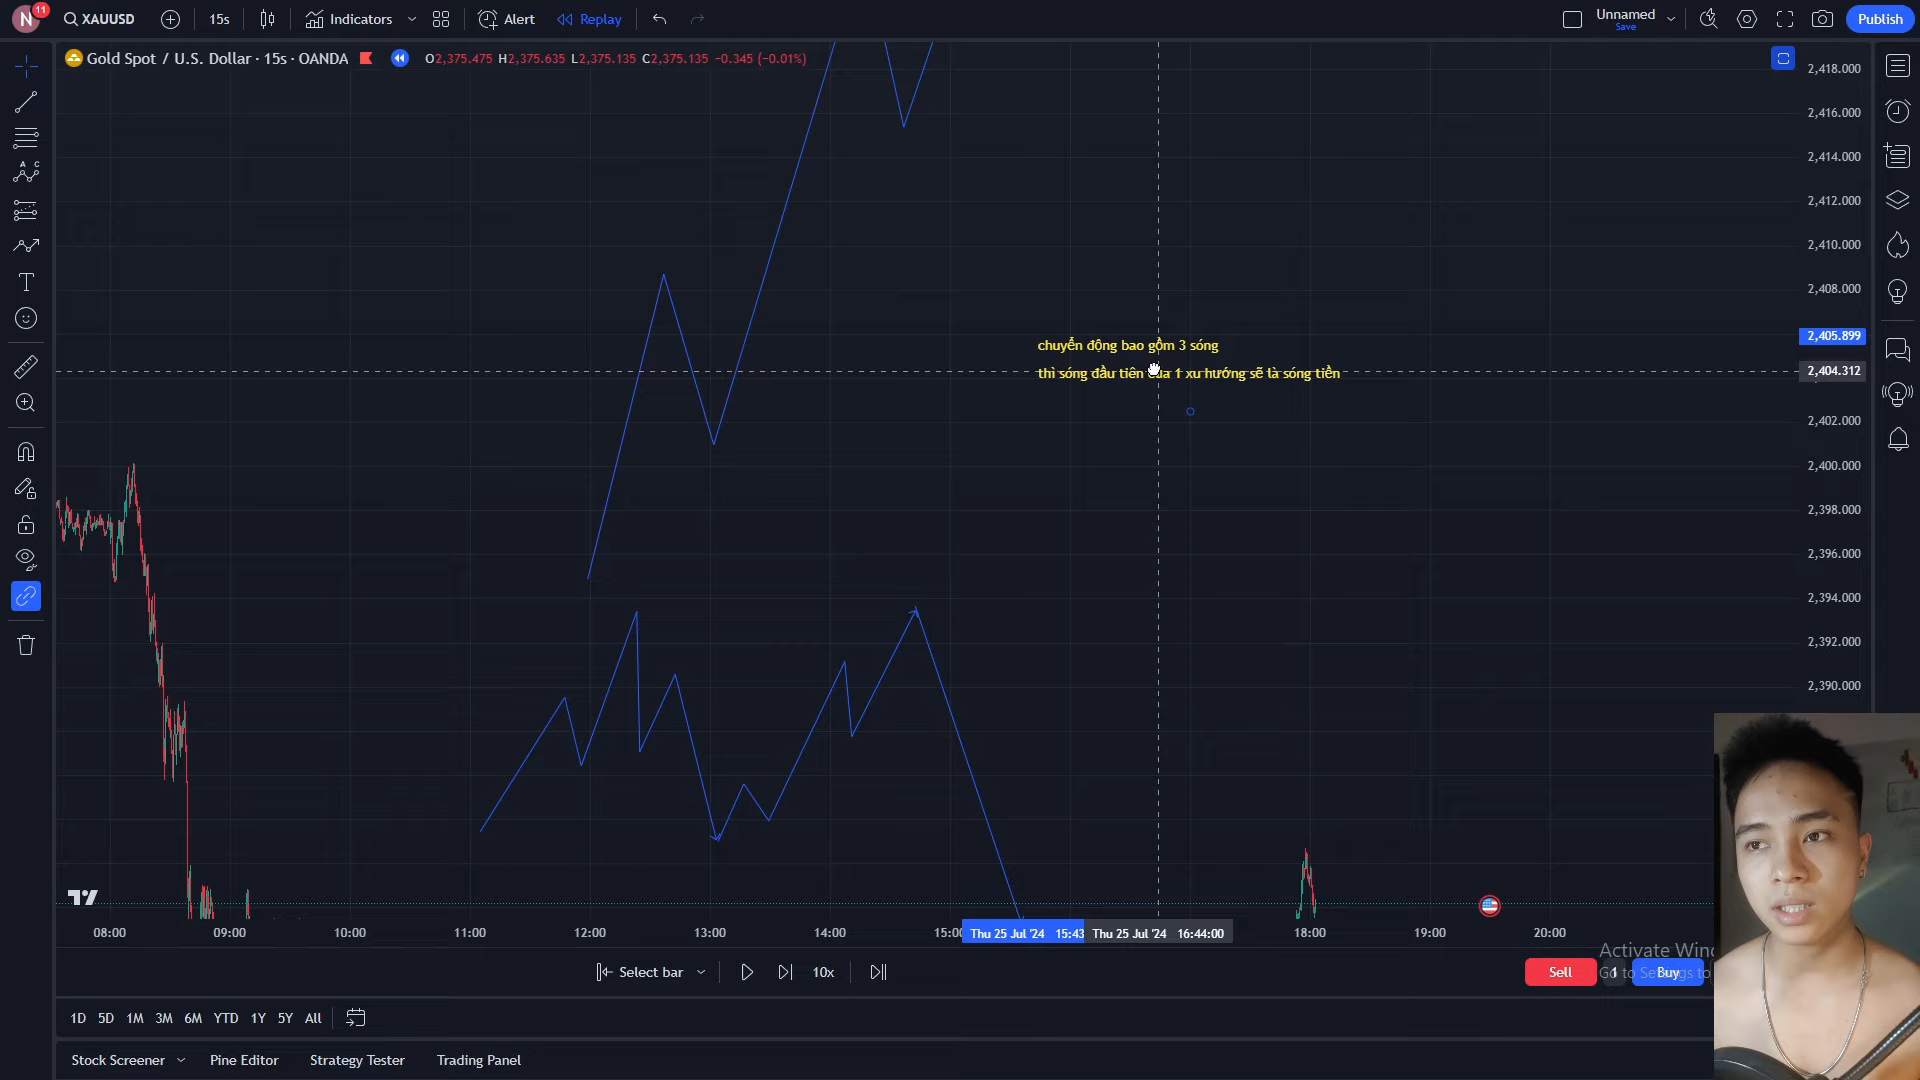 N
11
XAUUSD
15s
Indicators
Alert
Replay
Unnamed
Save
Publish
Gold Spot / U.S. Dollar · 15s · OANDA
O2,375.475 H2,375.635 L2,375.135 C2,375.135 -0.345 (-0.01%)
2,418.000
2,416.000
2,414.000
2,412.000
2,410.000
2,408.000
2,405.899
2,404.312
2,402.000
2,400.000
2,398.000
2,396.000
2,394.000
2,392.000
2,390.000
chuyển động bao gồm 3 sóng
thì sóng đầu tiên của 1 xu hướng sẽ là sóng tiền
08:00 09:00 10:00 11:00 12:00 13:00 14:00 15:00 Thu 25 Jul '24 15:43 Thu 25 Jul '24 16:44:00 18:00 19:00 20:00
Select bar
10x
Activate
Sell
1
Buy
Go to Settings to
1D 5D 1M 3M 6M YTD 1Y 5Y All
Stock Screener Pine Editor Strategy Tester Trading Panel